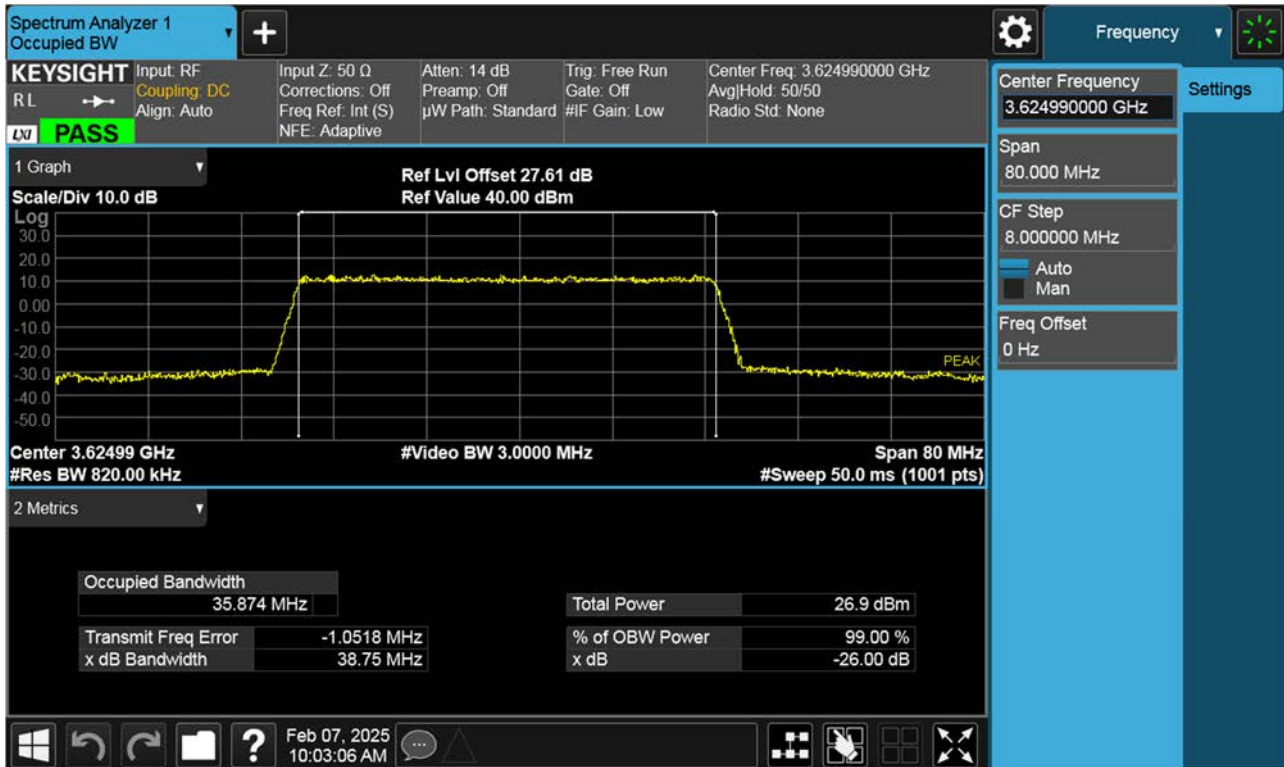 Spectrum Analyzer 1
Occupied BW
+
Frequency
KEYSIGHT
RL
LXI
PASS
Input: RF
Coupling: DC
Align: Auto
Input Z: 50 Ω
Corrections: Off
Freq Ref: Int (S)
NFE: Adaptive
Atten: 14 dB
Preamp: Off
µW Path: Standard
Trig: Free Run
Gate: Off
#IF Gain: Low
Center Freq: 3.624990000 GHz
Avg|Hold: 50/50
Radio Std: None
Center Frequency
3.624990000 GHz
Settings
Span
80.000 MHz
CF Step
8.000000 MHz
Auto
Man
Freq Offset
0 Hz
1 Graph
Ref Lvl Offset 27.61 dB
Scale/Div 10.0 dB
Ref Value 40.00 dBm
Log
30.0
20.0
10.0
0.00
-10.0
-20.0
-30.0
-40.0
-50.0
PEAK
Center 3.62499 GHz
#Video BW 3.0000 MHz
Span 80 MHz
#Res BW 820.00 kHz
#Sweep 50.0 ms (1001 pts)
2 Metrics
Occupied Bandwidth
35.874 MHz
Total Power 26.9 dBm
Transmit Freq Error -1.0518 MHz
% of OBW Power 99.00 %
x dB Bandwidth 38.75 MHz
x dB -26.00 dB
?
Feb 07, 2025
10:03:06 AM